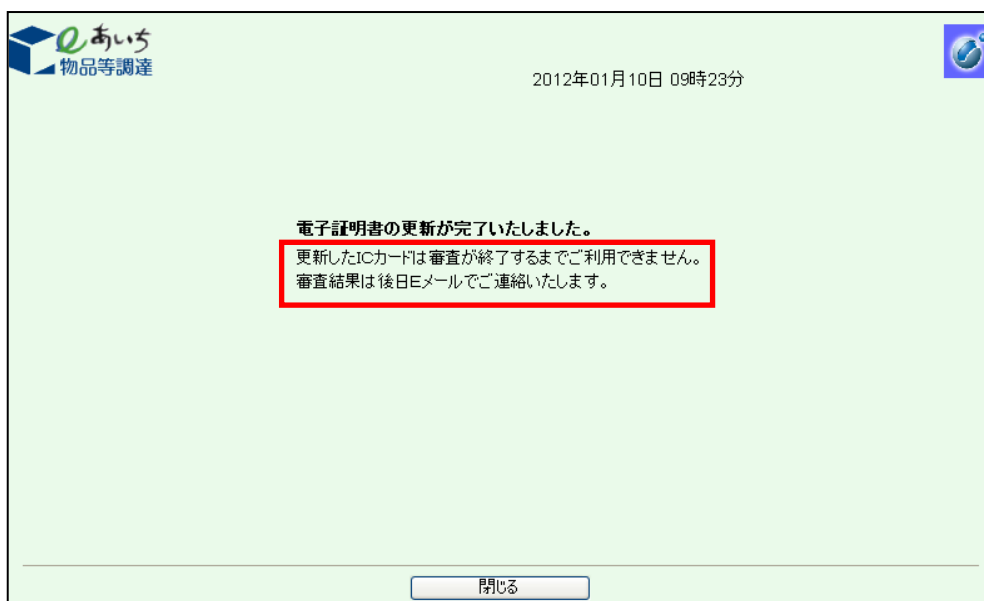 eあいち
物品等調達
2012年01月10日 09時23分
電子証明書の更新が完了いたしました。
更新したICカードは審査が終了するまでご利用できません。
審査結果は後日Eメールでご連絡いたします。
閉じる